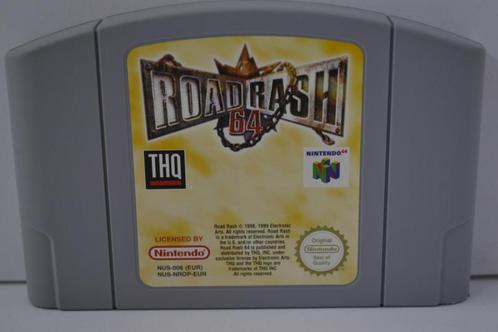 ROAD RASH
64
THQ
NINTENDO 64
N
LICENSED BY
Nintendo
NUS-006 (EUR)
NUS-NROP-EUR
Road Rash © 1998, 1999 Electronic
Arts. All rights reserved. Road Rash
is a trademark of Electronic Arts in
the U.S. and/or other countries.
Road Rash 64 is published and
distributed by THQ, INC. under
exclusive license by Electronic Arts.
THQ and the THQ logo are
trademarks of THQ INC.
All rights reserved.
Original
Nintendo
Seal of
Quality